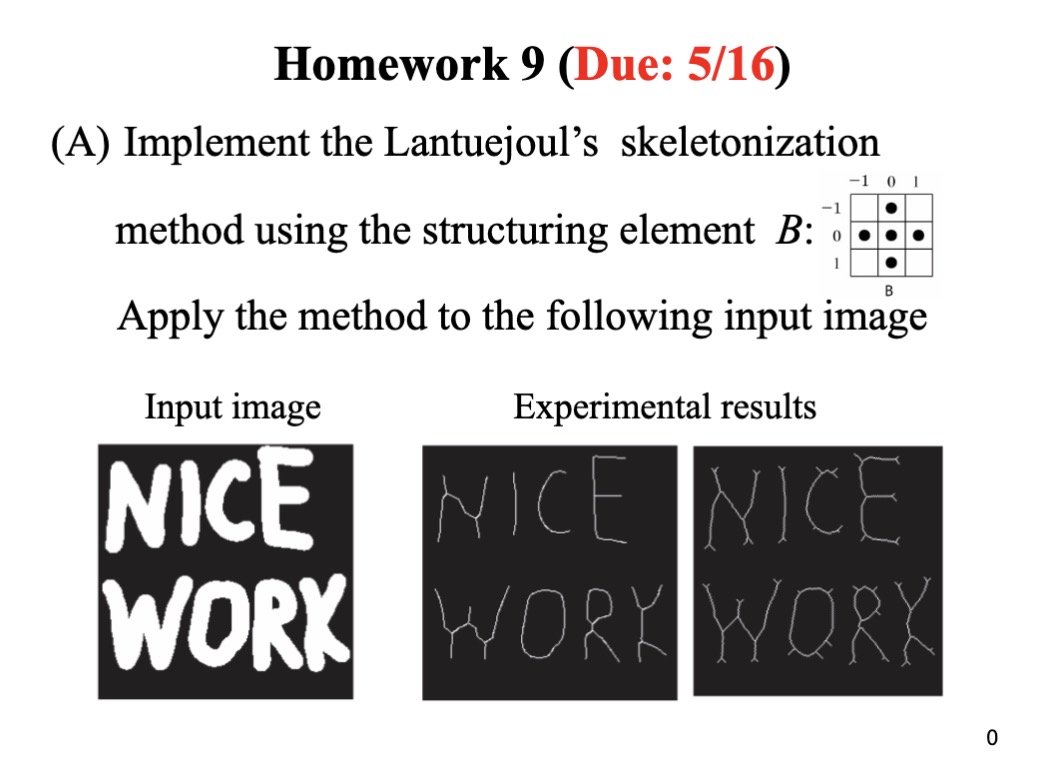 Homework 9 (Due: 5/16)
(A) Implement the Lantuejoul’s skeletonization
−1 0 1
−1
method using the structuring element B: 0
1
B
Apply the method to the following input image
Input image Experimental results
NICE NICE NICE
WORK WORK WORK
0